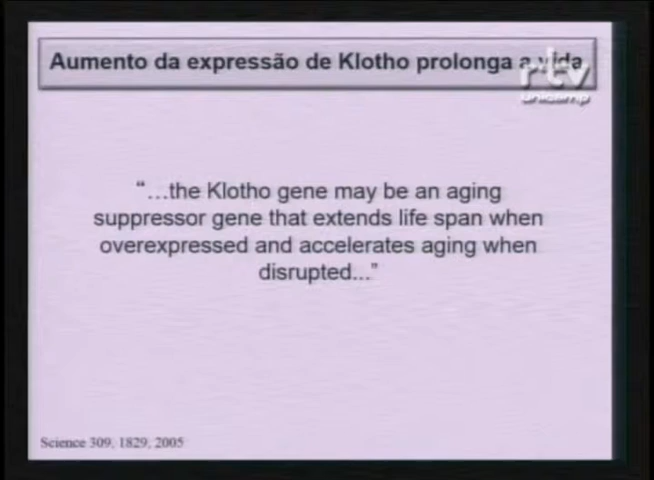 Aumento da expressão de Klotho prolonga a vida
rtv
unicamp
“...the Klotho gene may be an aging
suppressor gene that extends life span when
overexpressed and accelerates aging when
disrupted...”
Science 309, 1829, 2005